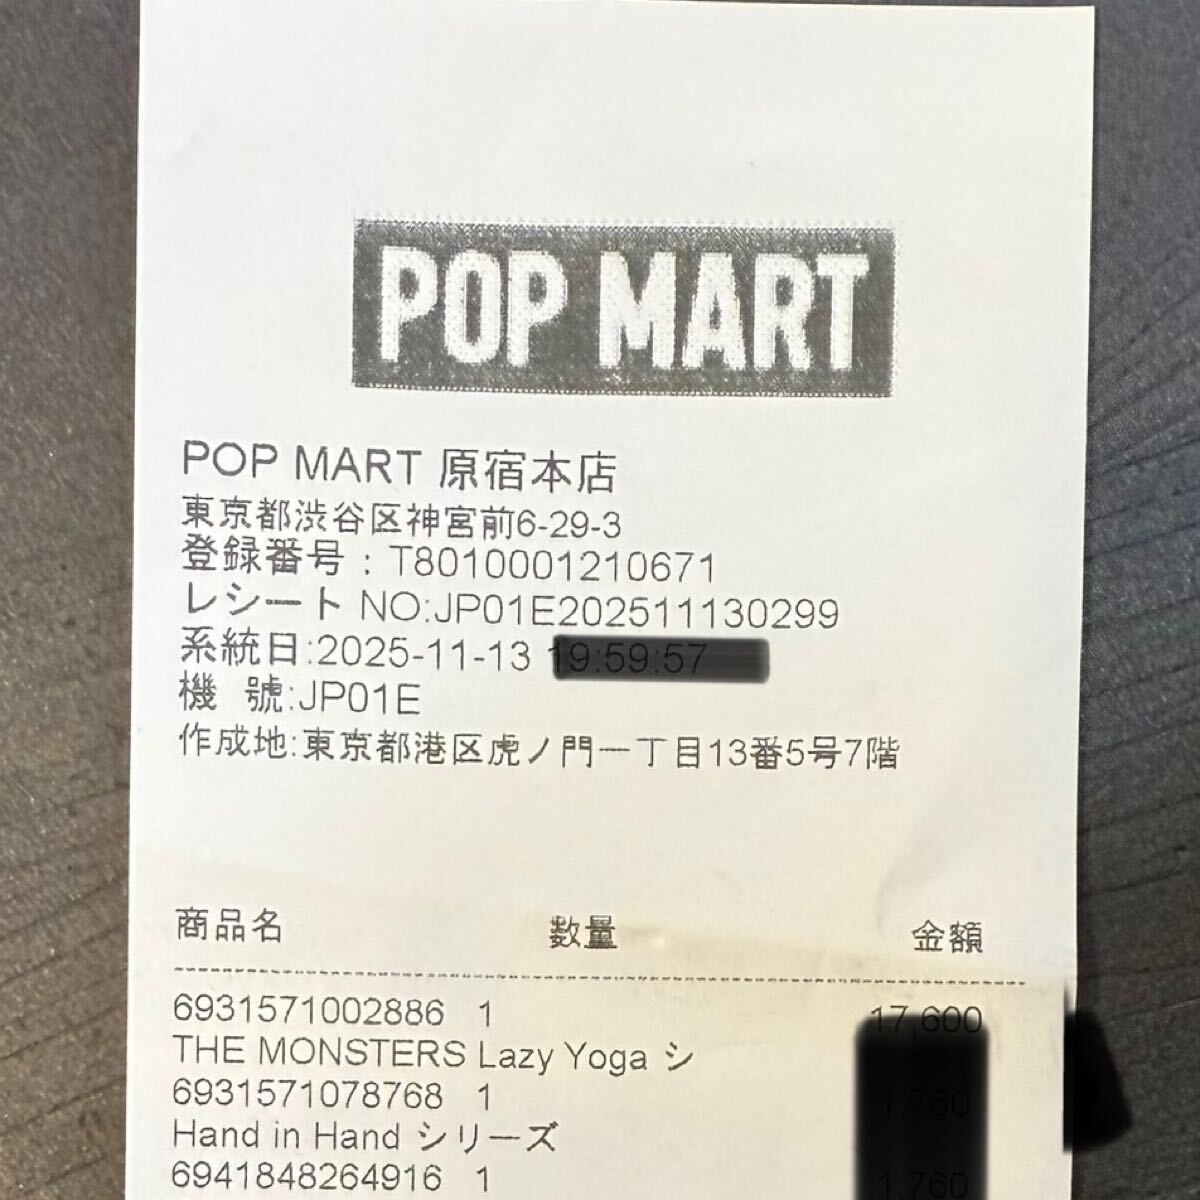 POP MART
POP MART 原宿本店
東京都渋谷区神宮前6-29-3
登録番号：T8010001210671
レシート NO:JP01E202511130299
系統日:2025-11-13 19:59:57
機 號:JP01E
作成地:東京都港区虎ノ門一丁目13番5号7階
商品名 数量 金額
6931571002886 1 17,600
THE MONSTERS Lazy Yoga シ
6931571078768 1 1,760
Hand in Hand シリーズ
6941848264916 1 1,760